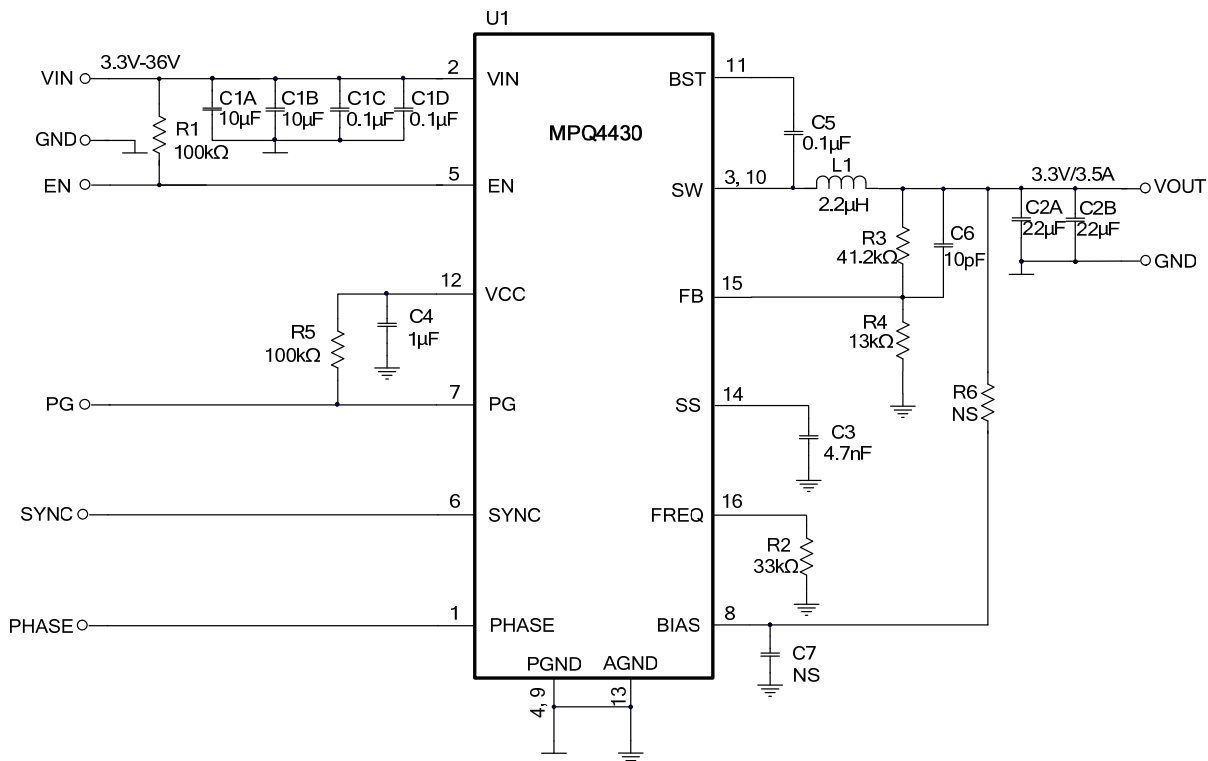 U1
MPQ4430
VIN
3.3V-36V
GND
EN
R1
100kΩ
C1A
10µF
C1B
10µF
C1C
0.1µF
C1D
0.1µF
2
VIN
5
EN
12
VCC
R5
100kΩ
C4
1µF
PG
7
PG
SYNC
6
SYNC
PHASE
1
PHASE
PGND
4, 9
AGND
13
BST
11
C5
0.1µF
SW
3, 10
L1
2.2µH
3.3V/3.5A
VOUT
C2A
22µF
C2B
22µF
GND
R3
41.2kΩ
C6
10pF
FB
15
R4
13kΩ
R6
NS
SS
14
C3
4.7nF
FREQ
16
R2
33kΩ
BIAS
8
C7
NS